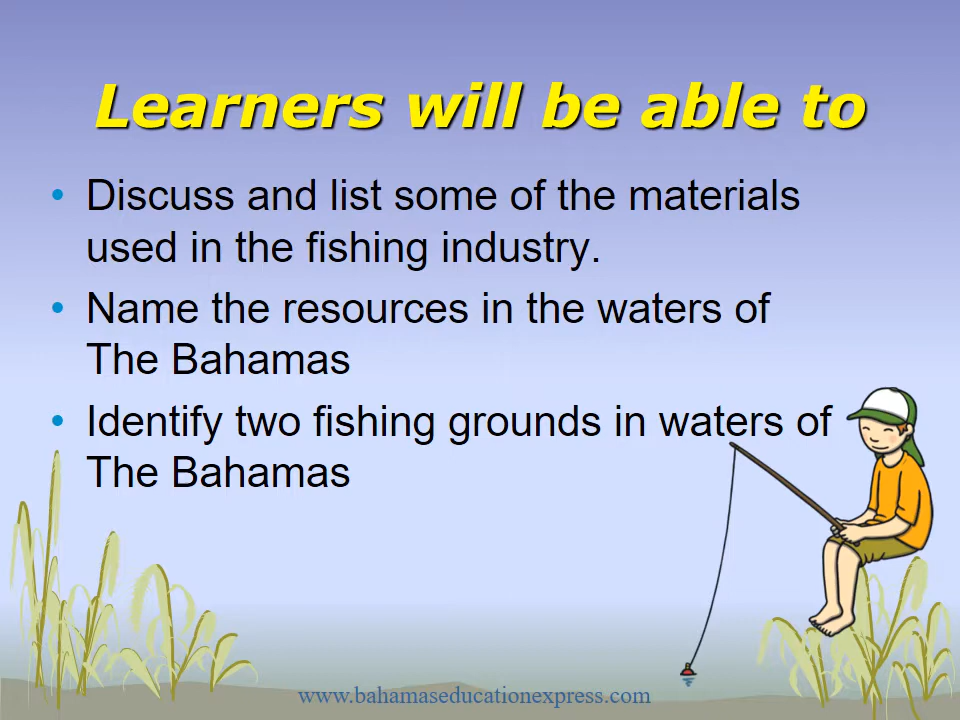 Learners will be able to
• Discuss and list some of the materials
used in the fishing industry.
• Name the resources in the waters of
The Bahamas
• Identify two fishing grounds in waters of
The Bahamas
www.bahamaseducationexpress.com